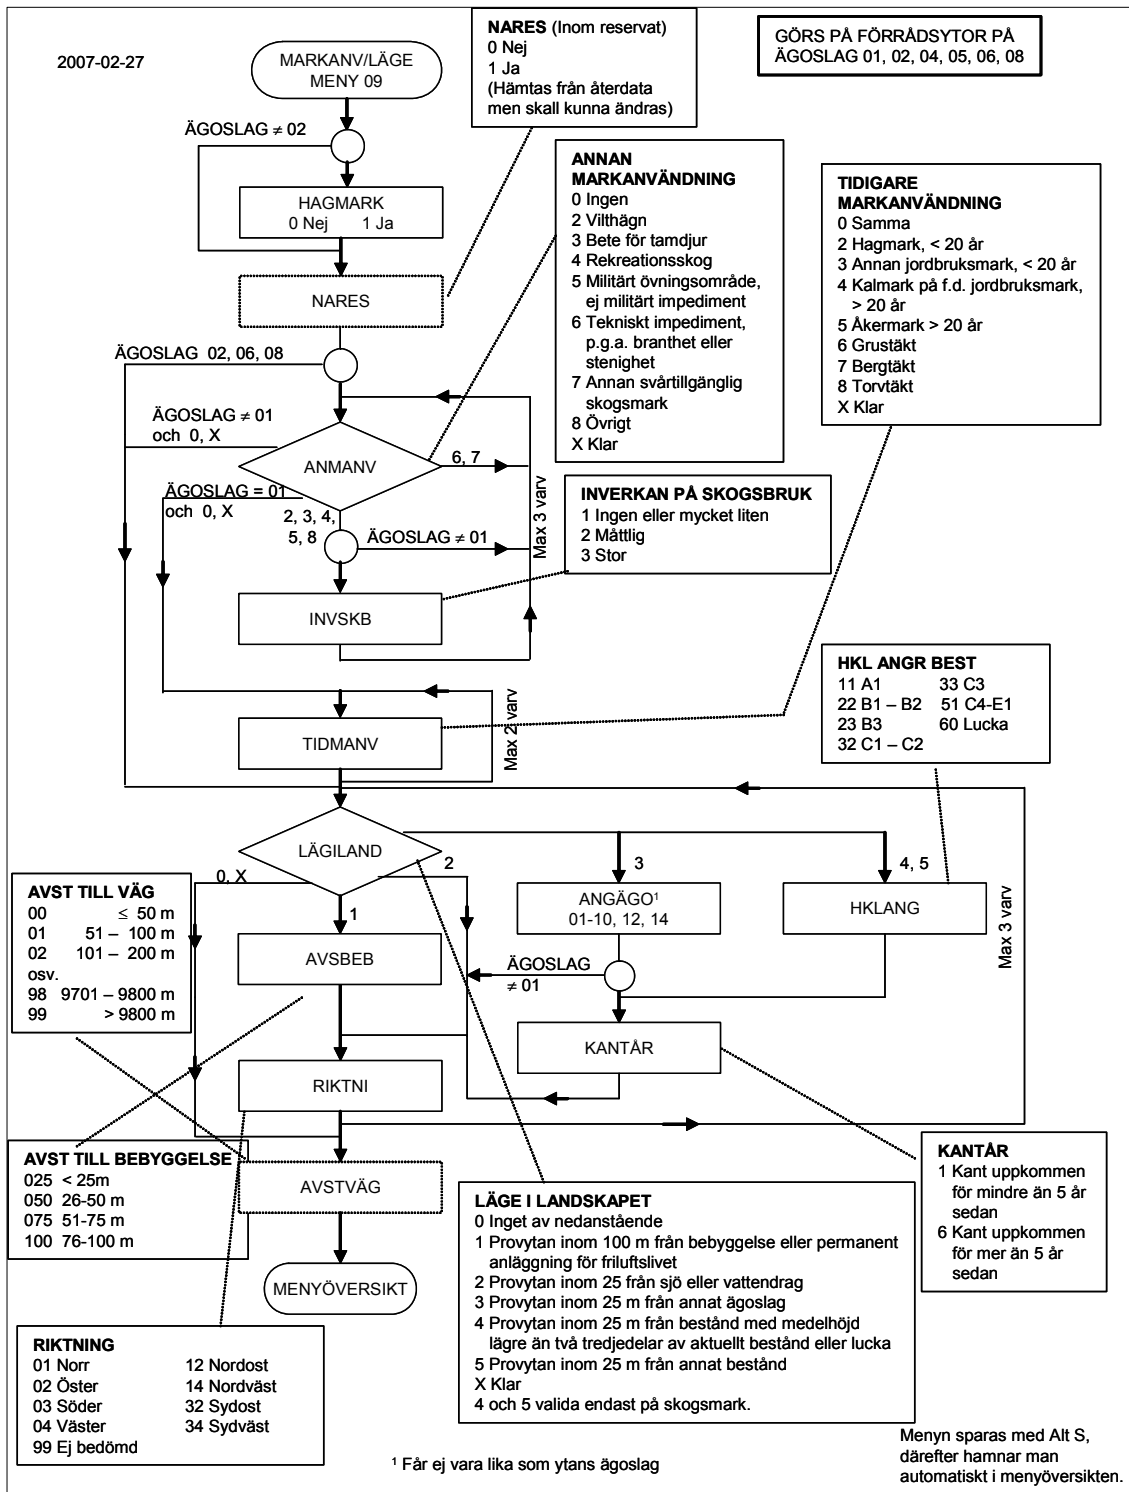 2007-02-27
MARKANV/LÄGE
MENY 09
NARES (Inom reservat)
0 Nej
1 Ja
(Hämtas från återdata
men skall kunna ändras)
GÖRS PÅ FÖRRÅDSYTOR PÅ
ÄGOSLAG 01, 02, 04, 05, 06, 08
ÄGOSLAG ≠ 02
HAGMARK
0 Nej 1 Ja
NARES
ANNAN
MARKANVÄNDNING
0 Ingen
2 Vilthägn
3 Bete för tamdjur
4 Rekreationsskog
5 Militärt övningsområde,
ej militärt impediment
6 Tekniskt impediment,
p.g.a. branthet eller
stenighet
7 Annan svårtillgänglig
skogsmark
8 Övrigt
X Klar
TIDIGARE
MARKANVÄNDNING
0 Samma
2 Hagmark, < 20 år
3 Annan jordbruksmark, < 20 år
4 Kalmark på f.d. jordbruksmark,
> 20 år
5 Åkermark > 20 år
6 Grustäkt
7 Bergtäkt
8 Torvtäkt
X Klar
ÄGOSLAG 02, 06, 08
ÄGOSLAG ≠ 01
och 0, X
ANMANV
6, 7
ÄGOSLAG = 01
och 0, X
2, 3, 4,
5, 8
ÄGOSLAG ≠ 01
Max 3 varv
INVSKB
INVERKAN PÅ SKOGSBRUK
1 Ingen eller mycket liten
2 Måttlig
3 Stor
TIDMANV
Max 2 varv
HKL ANGR BEST
11 A1 33 C3
22 B1 – B2 51 C4-E1
23 B3 60 Lucka
32 C1 – C2
LÄGILAND
0, X
2
1
3
4, 5
Max 3 varv
AVST TILL VÄG
00 ≤ 50 m
01 51 – 100 m
02 101 – 200 m
osv.
98 9701 – 9800 m
99 > 9800 m
ANGÄGO¹
01-10, 12, 14
HKLANG
AVSBEB
ÄGOSLAG
≠ 01
KANTÅR
RIKTNI
AVST TILL BEBYGGELSE
025 < 25m
050 26-50 m
075 51-75 m
100 76-100 m
AVSTVÄG
MENYÖVERSIKT
LÄGE I LANDSKAPET
0 Inget av nedanstående
1 Provytan inom 100 m från bebyggelse eller permanent
anläggning för friluftslivet
2 Provytan inom 25 från sjö eller vattendrag
3 Provytan inom 25 m från annat ägoslag
4 Provytan inom 25 m från bestånd med medelhöjd
lägre än två tredjedelar av aktuellt bestånd eller lucka
5 Provytan inom 25 m från annat bestånd
X Klar
4 och 5 valida endast på skogsmark.
KANTÅR
1 Kant uppkommen
för mindre än 5 år
sedan
6 Kant uppkommen
för mer än 5 år
sedan
RIKTNING
01 Norr 12 Nordost
02 Öster 14 Nordväst
03 Söder 32 Sydost
04 Väster 34 Sydväst
99 Ej bedömd
¹ Får ej vara lika som ytans ägoslag
Menyn sparas med Alt S,
därefter hamnar man
automatiskt i menyöversikten.